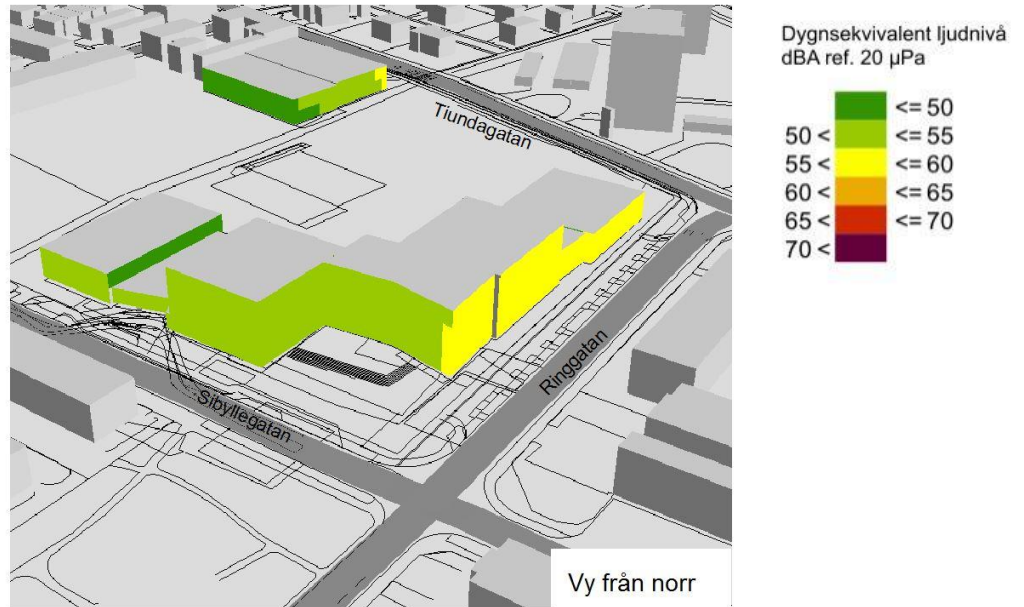 Tiundagatan
Ringgatan
Sibyllegatan
Vy från norr
Dygnsekvivalent ljudnivå
dBA ref. 20 µPa
<= 50
50 < <= 55
55 < <= 60
60 < <= 65
65 < <= 70
70 <